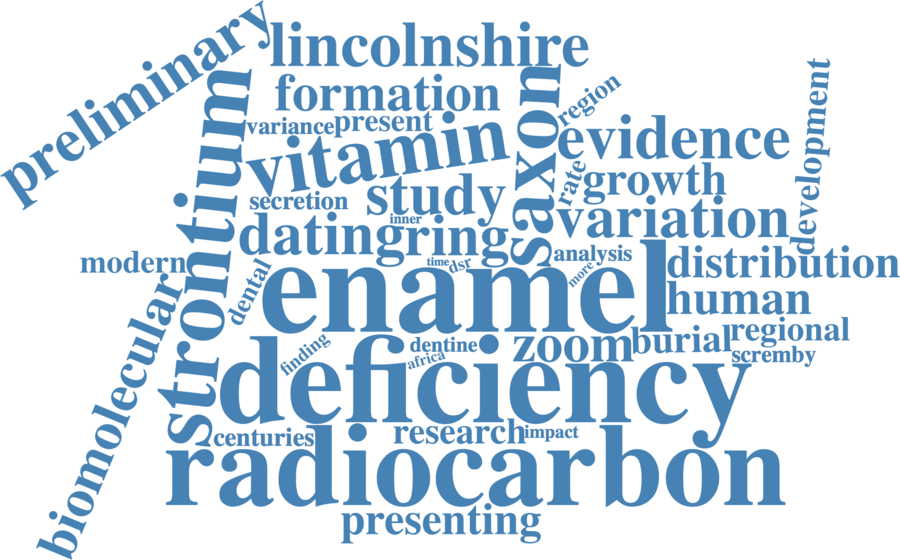 preliminary
lincolnshire
formation
region
development
variance
present
saxon
evidence
strontium
vitamin
rate
growth
secretion
study
inner
variation
dating
ring
analysis
modern
time
dsr
more
distribution
dental
enamel
human
biomolecular
finding
dentine
africa
zoom
burial
regional
scremby
deficiency
centuries
research
impact
radiocarbon
presenting